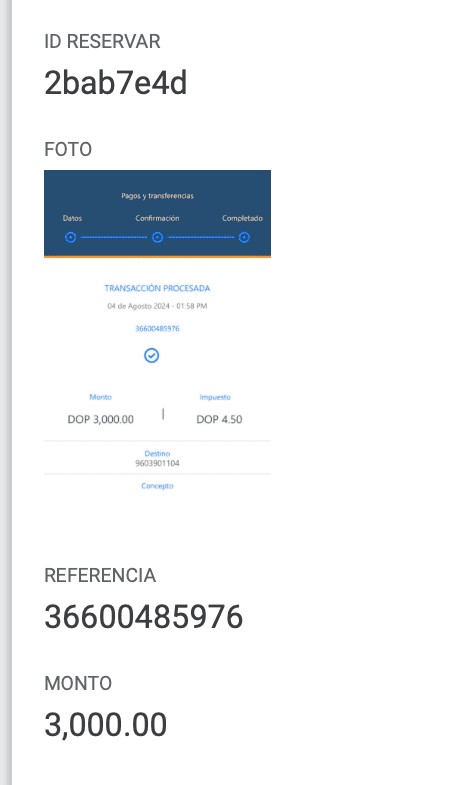 ID RESERVAR
2bab7e4d
FOTO
Pagos y transferencias
Datos Confirmación Completado
TRANSACCIÓN PROCESADA
04 de Agosto 2024 - 01:58 PM
36600485976
Monto Impuesto
DOP 3,000.00 | DOP 4.50
Destino
9603901104
Concepto
REFERENCIA
36600485976
MONTO
3,000.00